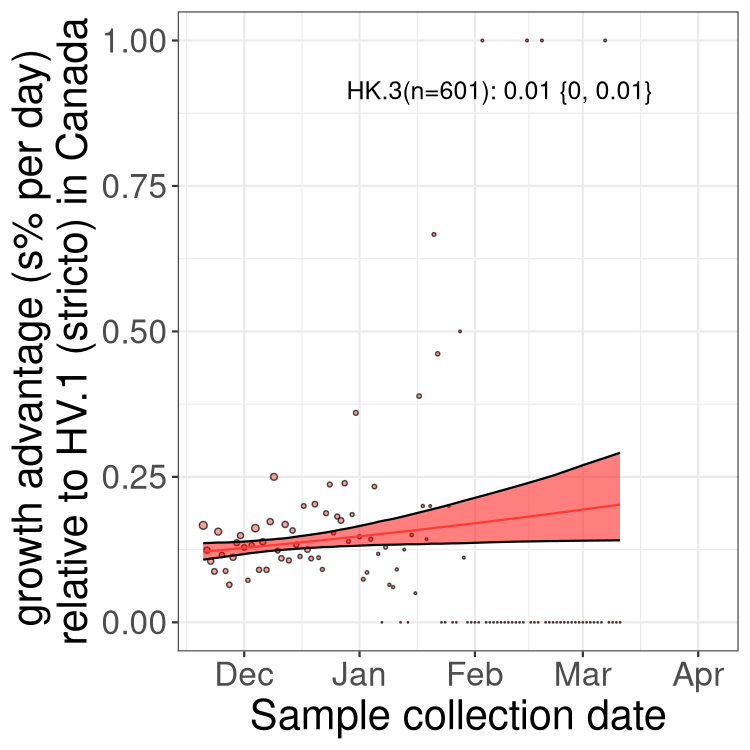 growth advantage (s% per day)
relative to HV.1 (stricto) in Canada
1.00
0.75
0.50
0.25
0.00
HK.3(n=601): 0.01 {0, 0.01}
Dec Jan Feb Mar Apr
Sample collection date